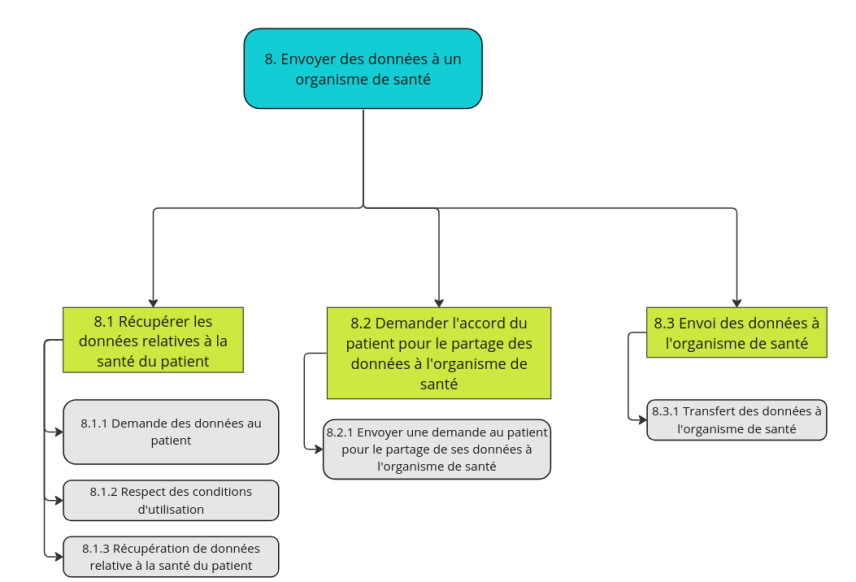 8. Envoyer des données à un
organisme de santé
8.1 Récupérer les
données relatives à la
santé du patient
8.1.1 Demande des données au
patient
8.1.2 Respect des conditions
d'utilisation
8.1.3 Récupération de données
relative à la santé du patient
8.2 Demander l'accord du
patient pour le partage des
données à l'organisme de
santé
8.2.1 Envoyer une demande au patient
pour le partage de ses données à
l'organisme de santé
8.3 Envoi des données à
l'organisme de santé
8.3.1 Transfert des données à
l'organisme de santé